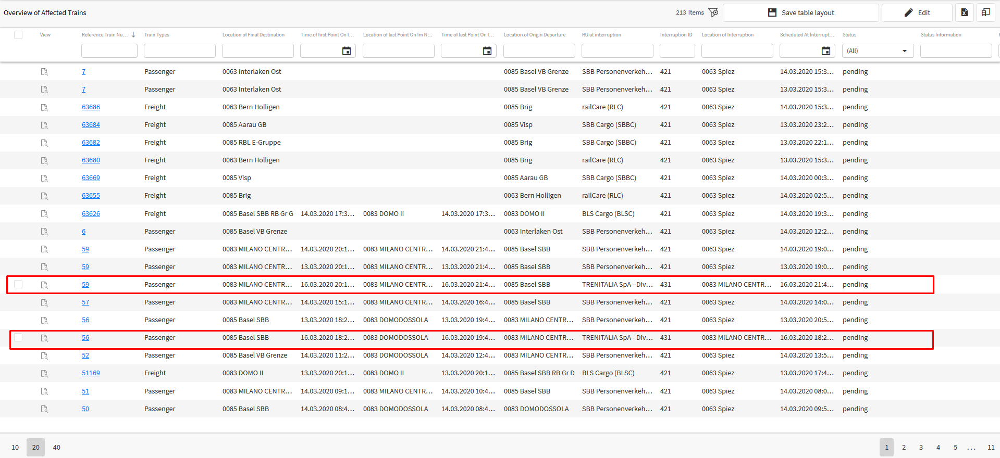 Overview of Affected Trains 213 Items Save table layout Edit
View Reference Train Nu... Train Types Location of Final Destination Time of first Point On I... Location of last Point On Im N... Time of last Point On I... Location of Origin Departure RU at interruption Interruption ID Location of Interruption Scheduled At Interrupt... Status Status Information
(All)
7 Passenger 0063 Interlaken Ost 0085 Basel VB Grenze SBB Personenverkeh... 421 0063 Spiez 14.03.2020 15:3... pending
7 Passenger 0063 Interlaken Ost 0085 Basel VB Grenze SBB Personenverkeh... 421 0063 Spiez 13.03.2020 15:3... pending
63686 Freight 0063 Bern Holligen 0085 Brig railCare (RLC) 421 0063 Spiez 14.03.2020 15:3... pending
63684 Freight 0085 Aarau GB 0085 Visp SBB Cargo (SBBC) 421 0063 Spiez 13.03.2020 23:2... pending
63682 Freight 0085 RBL E-Gruppe 0085 Brig SBB Cargo (SBBC) 421 0063 Spiez 13.03.2020 22:1... pending
63680 Freight 0063 Bern Holligen 0085 Brig railCare (RLC) 421 0063 Spiez 13.03.2020 15:3... pending
63669 Freight 0085 Visp 0085 Aarau GB SBB Cargo (SBBC) 421 0063 Spiez 14.03.2020 00:3... pending
63655 Freight 0085 Brig 0063 Bern Holligen railCare (RLC) 421 0063 Spiez 14.03.2020 02:5... pending
63626 Freight 0085 Basel SBB RB Gr G 14.03.2020 17:3... 0083 DOMO II 14.03.2020 17:3... 0083 DOMO II BLS Cargo (BLSC) 421 0063 Spiez 14.03.2020 19:3... pending
6 Passenger 0085 Basel VB Grenze 0063 Interlaken Ost SBB Personenverkeh... 421 0063 Spiez 14.03.2020 12:2... pending
59 Passenger 0083 MILANO CENTR... 14.03.2020 20:1... 0083 MILANO CENTR... 14.03.2020 21:4... 0085 Basel SBB SBB Personenverkeh... 421 0063 Spiez 14.03.2020 19:0... pending
59 Passenger 0083 MILANO CENTR... 13.03.2020 20:1... 0083 MILANO CENTR... 13.03.2020 21:4... 0085 Basel SBB SBB Personenverkeh... 421 0063 Spiez 13.03.2020 19:0... pending
59 Passenger 0083 MILANO CENTR... 16.03.2020 20:1... 0083 MILANO CENTR... 16.03.2020 21:4... 0085 Basel SBB TRENITALIA SpA - Div... 431 0083 MILANO CENTR... 16.03.2020 21:4... pending
57 Passenger 0083 MILANO CENTR... 14.03.2020 15:1... 0083 MILANO CENTR... 14.03.2020 16:4... 0085 Basel SBB SBB Personenverkeh... 421 0063 Spiez 14.03.2020 14:0... pending
56 Passenger 0085 Basel SBB 13.03.2020 18:2... 0083 DOMODOSSOLA 13.03.2020 19:4... 0083 MILANO CENTR... SBB Personenverkeh... 421 0063 Spiez 13.03.2020 20:5... pending
56 Passenger 0085 Basel SBB 16.03.2020 18:2... 0083 DOMODOSSOLA 16.03.2020 19:4... 0083 MILANO CENTR... TRENITALIA SpA - Div... 431 0083 MILANO CENTR... 16.03.2020 18:2... pending
52 Passenger 0085 Basel VB Grenze 14.03.2020 11:2... 0083 DOMODOSSOLA 14.03.2020 12:4... 0083 MILANO CENTR... SBB Personenverkeh... 421 0063 Spiez 14.03.2020 13:5... pending
51169 Freight 0083 DOMO II 13.03.2020 20:1... 0083 DOMO II 13.03.2020 20:1... 0085 Basel SBB RB Gr D BLS Cargo (BLSC) 421 0063 Spiez 13.03.2020 17:4... pending
51 Passenger 0083 MILANO CENTR... 14.03.2020 09:1... 0083 MILANO CENTR... 14.03.2020 10:4... 0085 Basel SBB SBB Personenverkeh... 421 0063 Spiez 14.03.2020 08:0... pending
50 Passenger 0085 Basel SBB 14.03.2020 08:4... 0083 DOMODOSSOLA 14.03.2020 08:4... 0083 DOMODOSSOLA SBB Personenverkeh... 421 0063 Spiez 14.03.2020 09:5... pending
10 20 40 1 2 3 4 5 ... 11